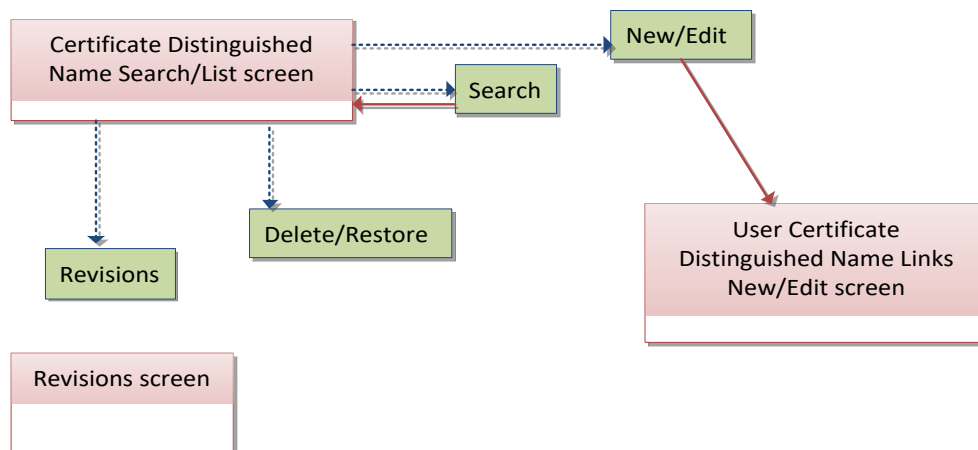 Certificate Distinguished
Name Search/List screen
New/Edit
Search
Delete/Restore
Revisions
User Certificate
Distinguished Name Links
New/Edit screen
Revisions screen